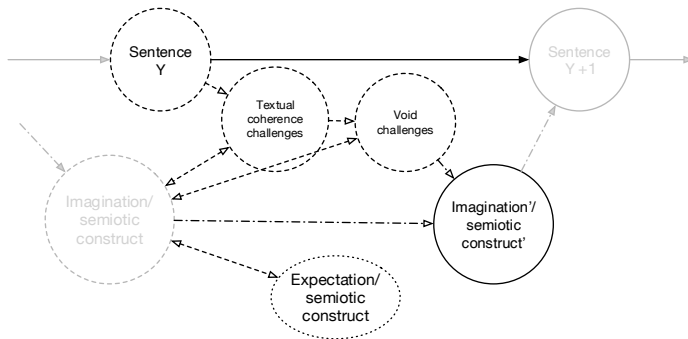 Sentence
Y
Sentence
Y +1
Textual
coherence
challenges
Void
challenges
Imagination/
semiotic
construct
Imagination'/
semiotic
construct'
Expectation/
semiotic
construct